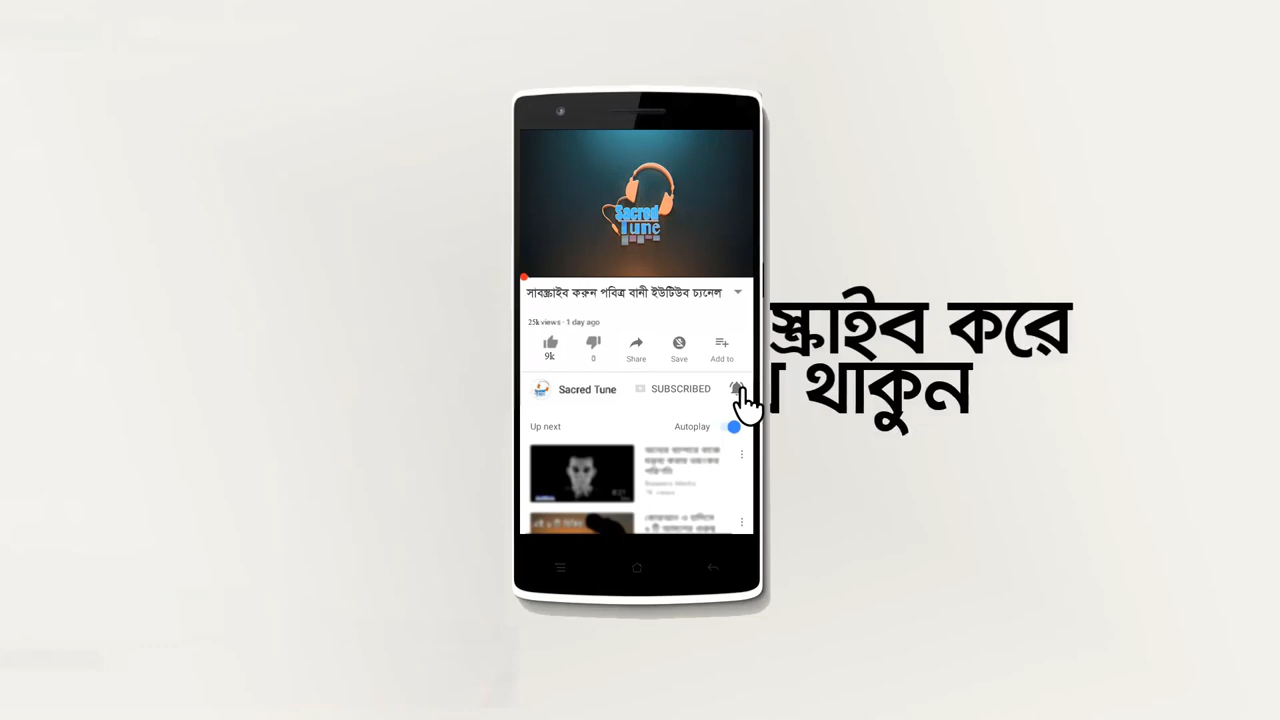 Sacred
Tune
সাবস্ক্রাইব করুন পবিত্র বানী ইউটিউব চ্যানেল
25k views · 1 day ago
9k
0
Share
Save
Add to
Sacred Tune
SUBSCRIBED
Up next
Autoplay
স্ক্রাইব করে
থাকুন